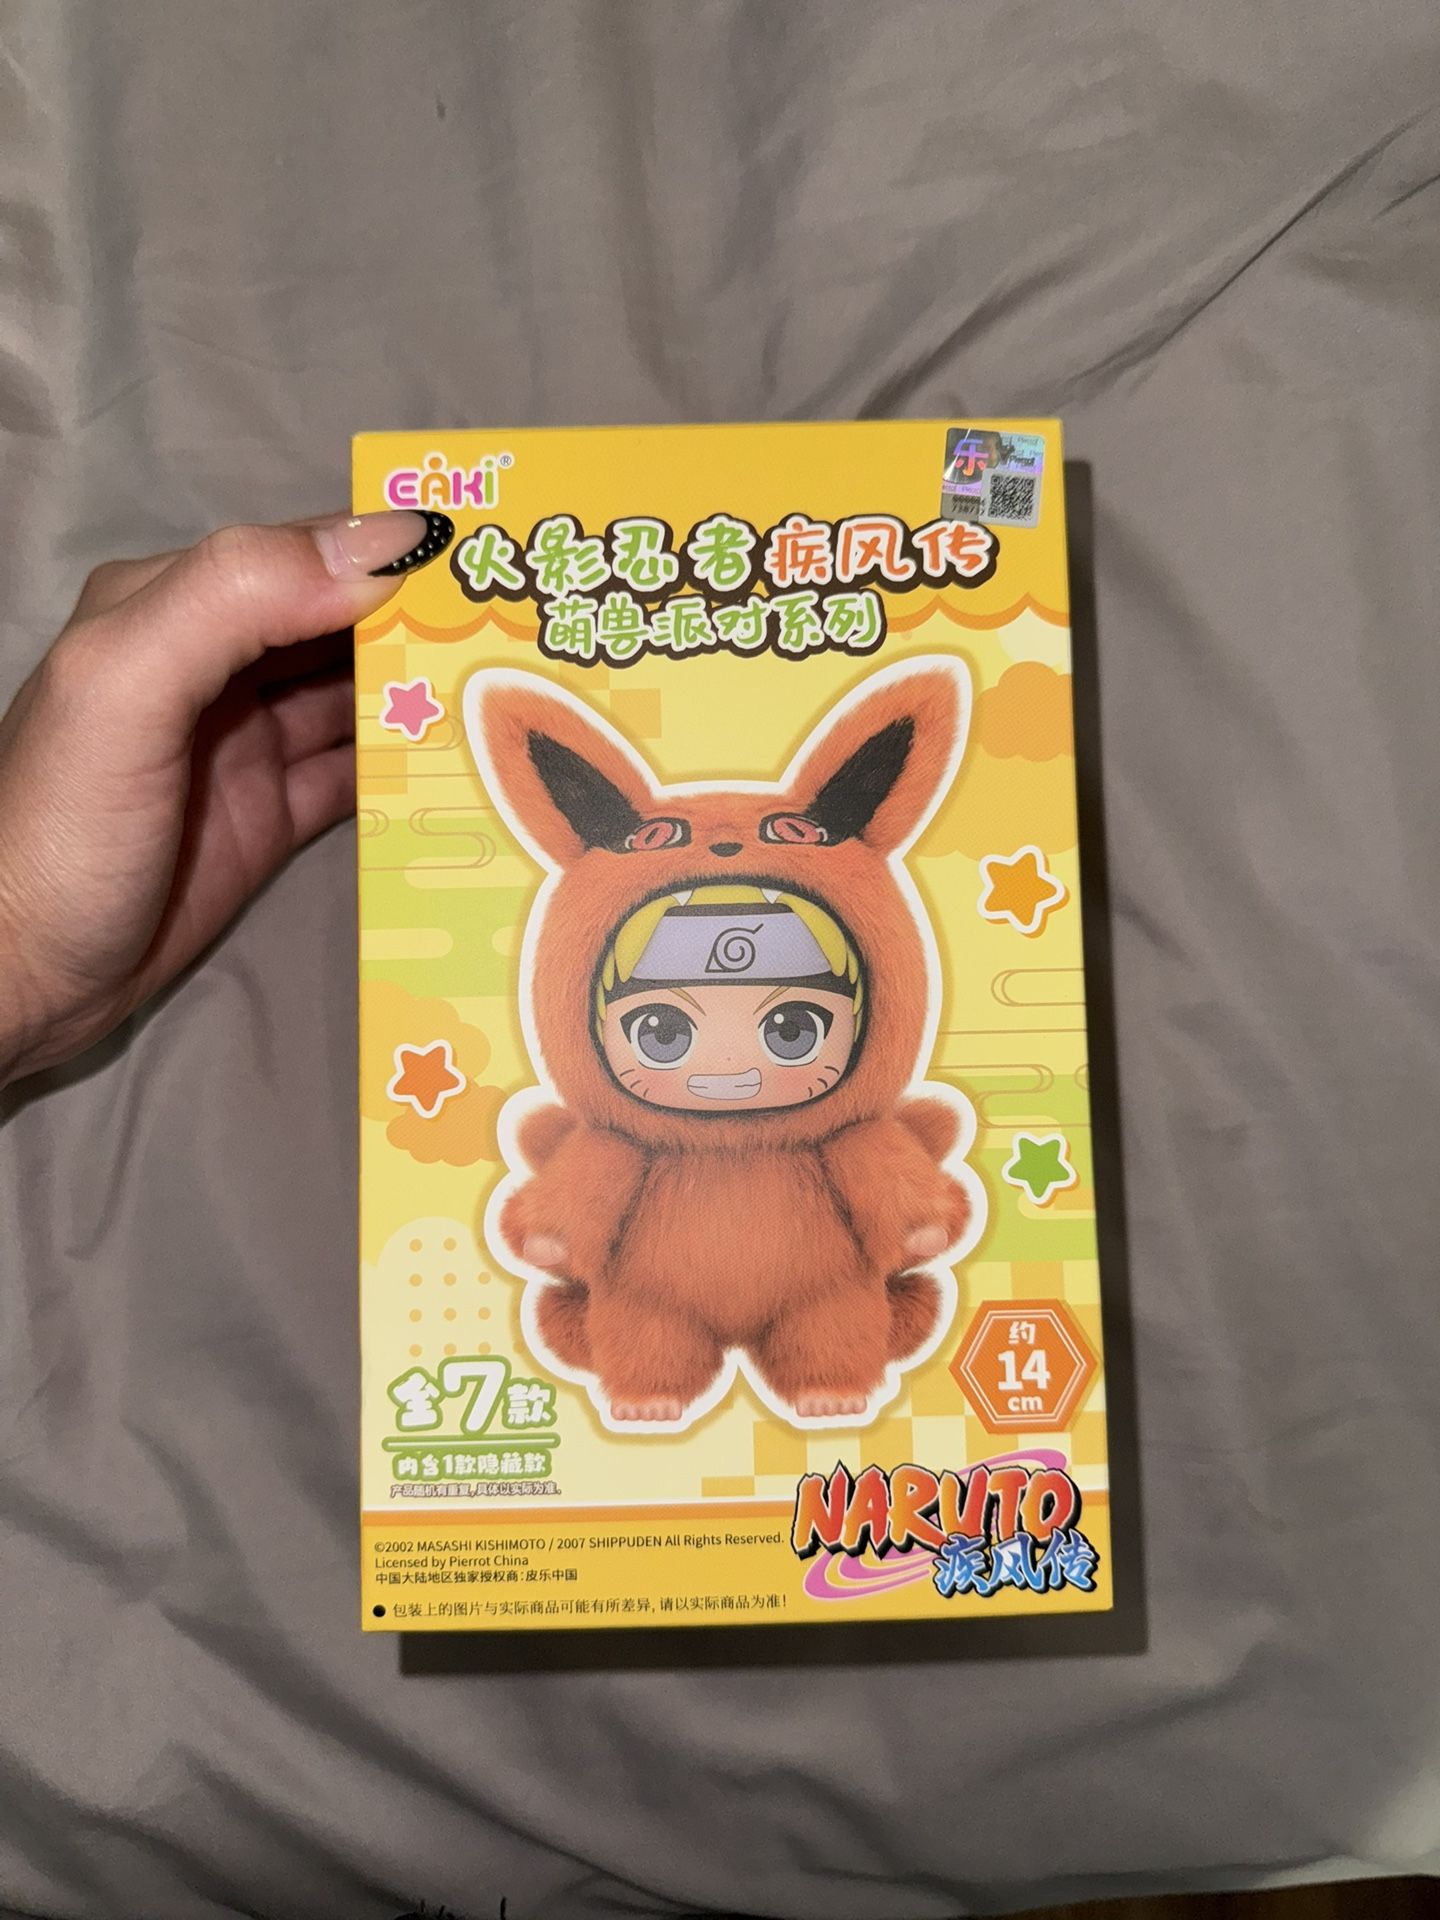 EAKI®
乐
火影忍者疾风传
萌兽派对系列
约
14
cm
全7款
内含1款隐藏款
产品随机有重复,具体以实际为准。
NARUTO
疾风传
©2002 MASASHI KISHIMOTO / 2007 SHIPPUDEN All Rights Reserved.
Licensed by Pierrot China
中国大陆地区独家授权商:皮乐中国
● 包装上的图片与实际商品可能有所差异,请以实际商品为准!